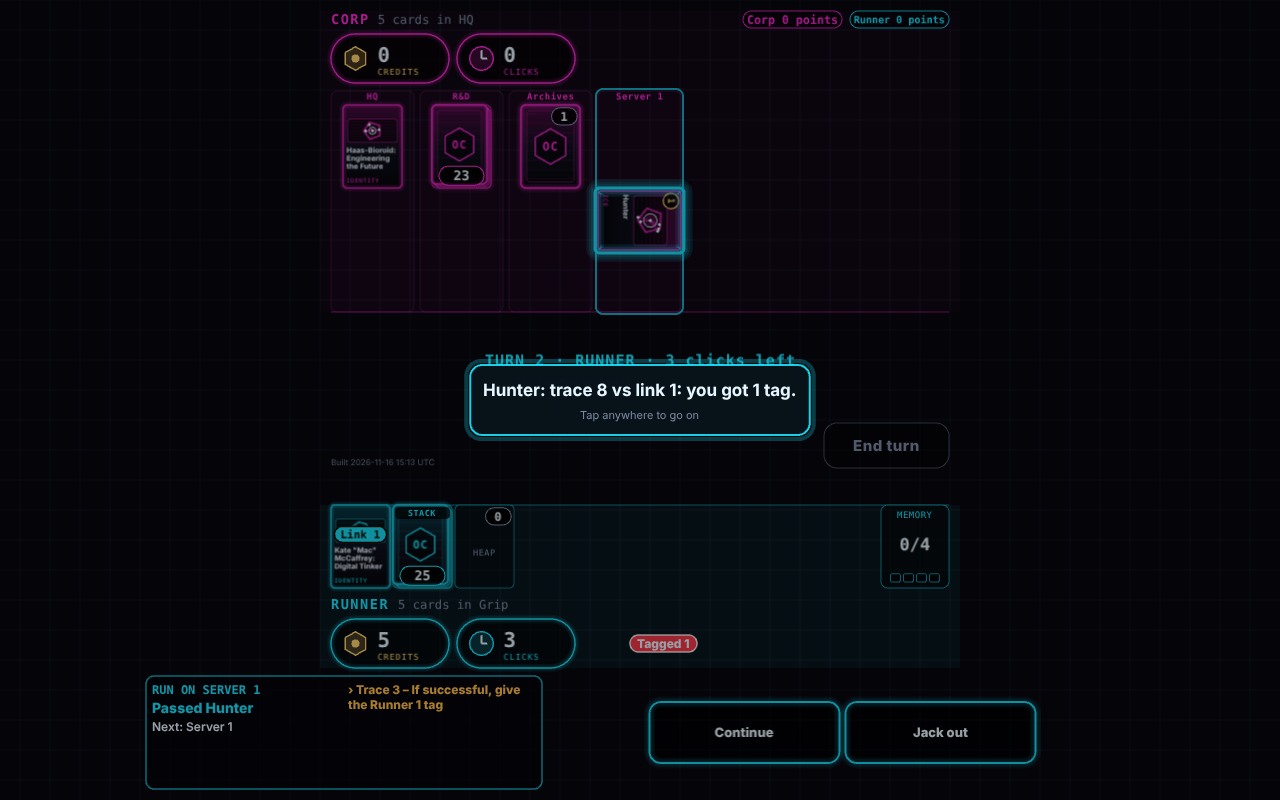 CORP 5 cards in HQ
Corp 0 points
Runner 0 points
0
CREDITS
0
CLICKS
HQ
R&D
Archives
Server 1
Haas-Bioroid:
Engineering
the Future
IDENTITY
OC
23
1
OC
Hunter
ICE
TURN 2 · RUNNER · 3 clicks left
Hunter: trace 8 vs link 1: you got 1 tag.
Tap anywhere to go on
End turn
Built 2026-11-16 15:13 UTC
Link 1
Kate "Mac"
McCaffrey:
Digital Tinker
IDENTITY
STACK
OC
25
0
HEAP
MEMORY
0/4
RUNNER 5 cards in Grip
5
CREDITS
3
CLICKS
Tagged 1
RUN ON SERVER 1
Passed Hunter
Next: Server 1
› Trace 3 – If successful, give
the Runner 1 tag
Continue
Jack out